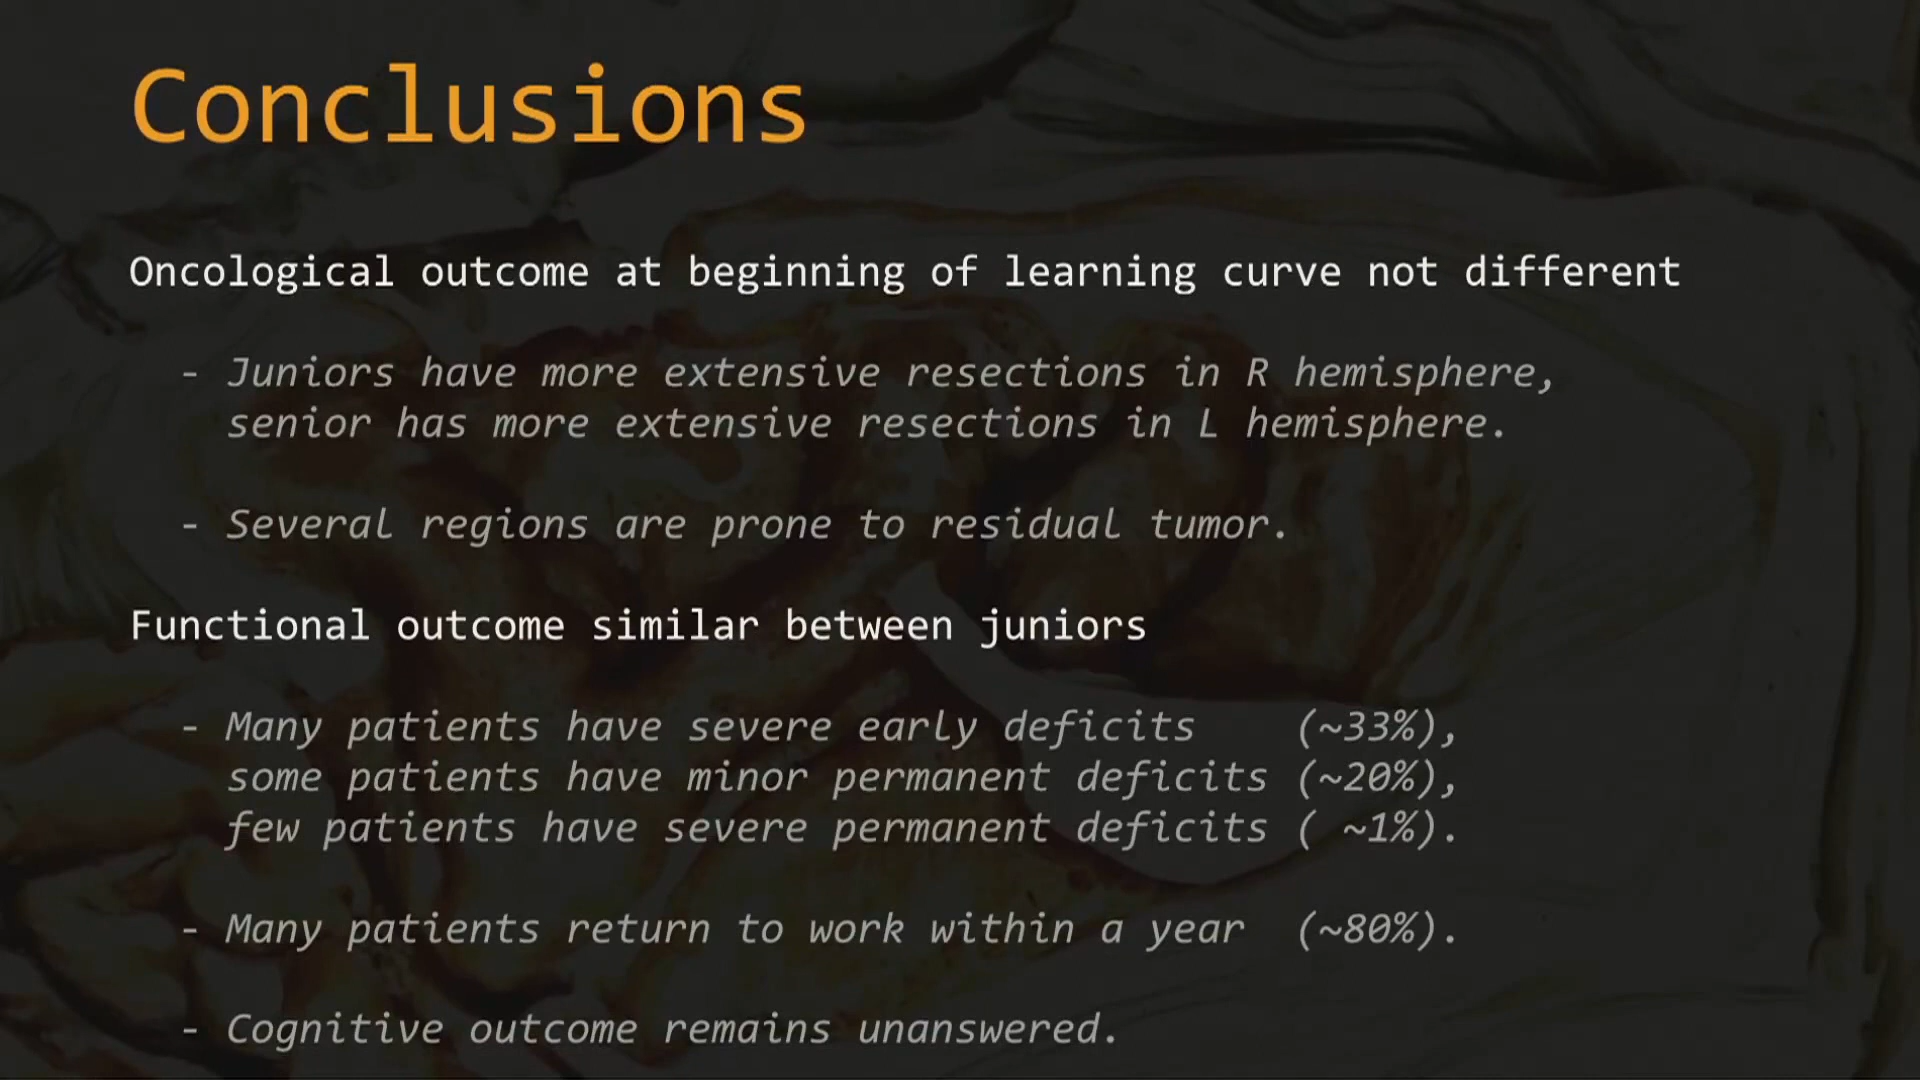 Conclusions
Oncological outcome at beginning of learning curve not different
- Juniors have more extensive resections in R hemisphere,
senior has more extensive resections in L hemisphere.
- Several regions are prone to residual tumor.
Functional outcome similar between juniors
- Many patients have severe early deficits (~33%),
some patients have minor permanent deficits (~20%),
few patients have severe permanent deficits ( ~1%).
- Many patients return to work within a year (~80%).
- Cognitive outcome remains unanswered.